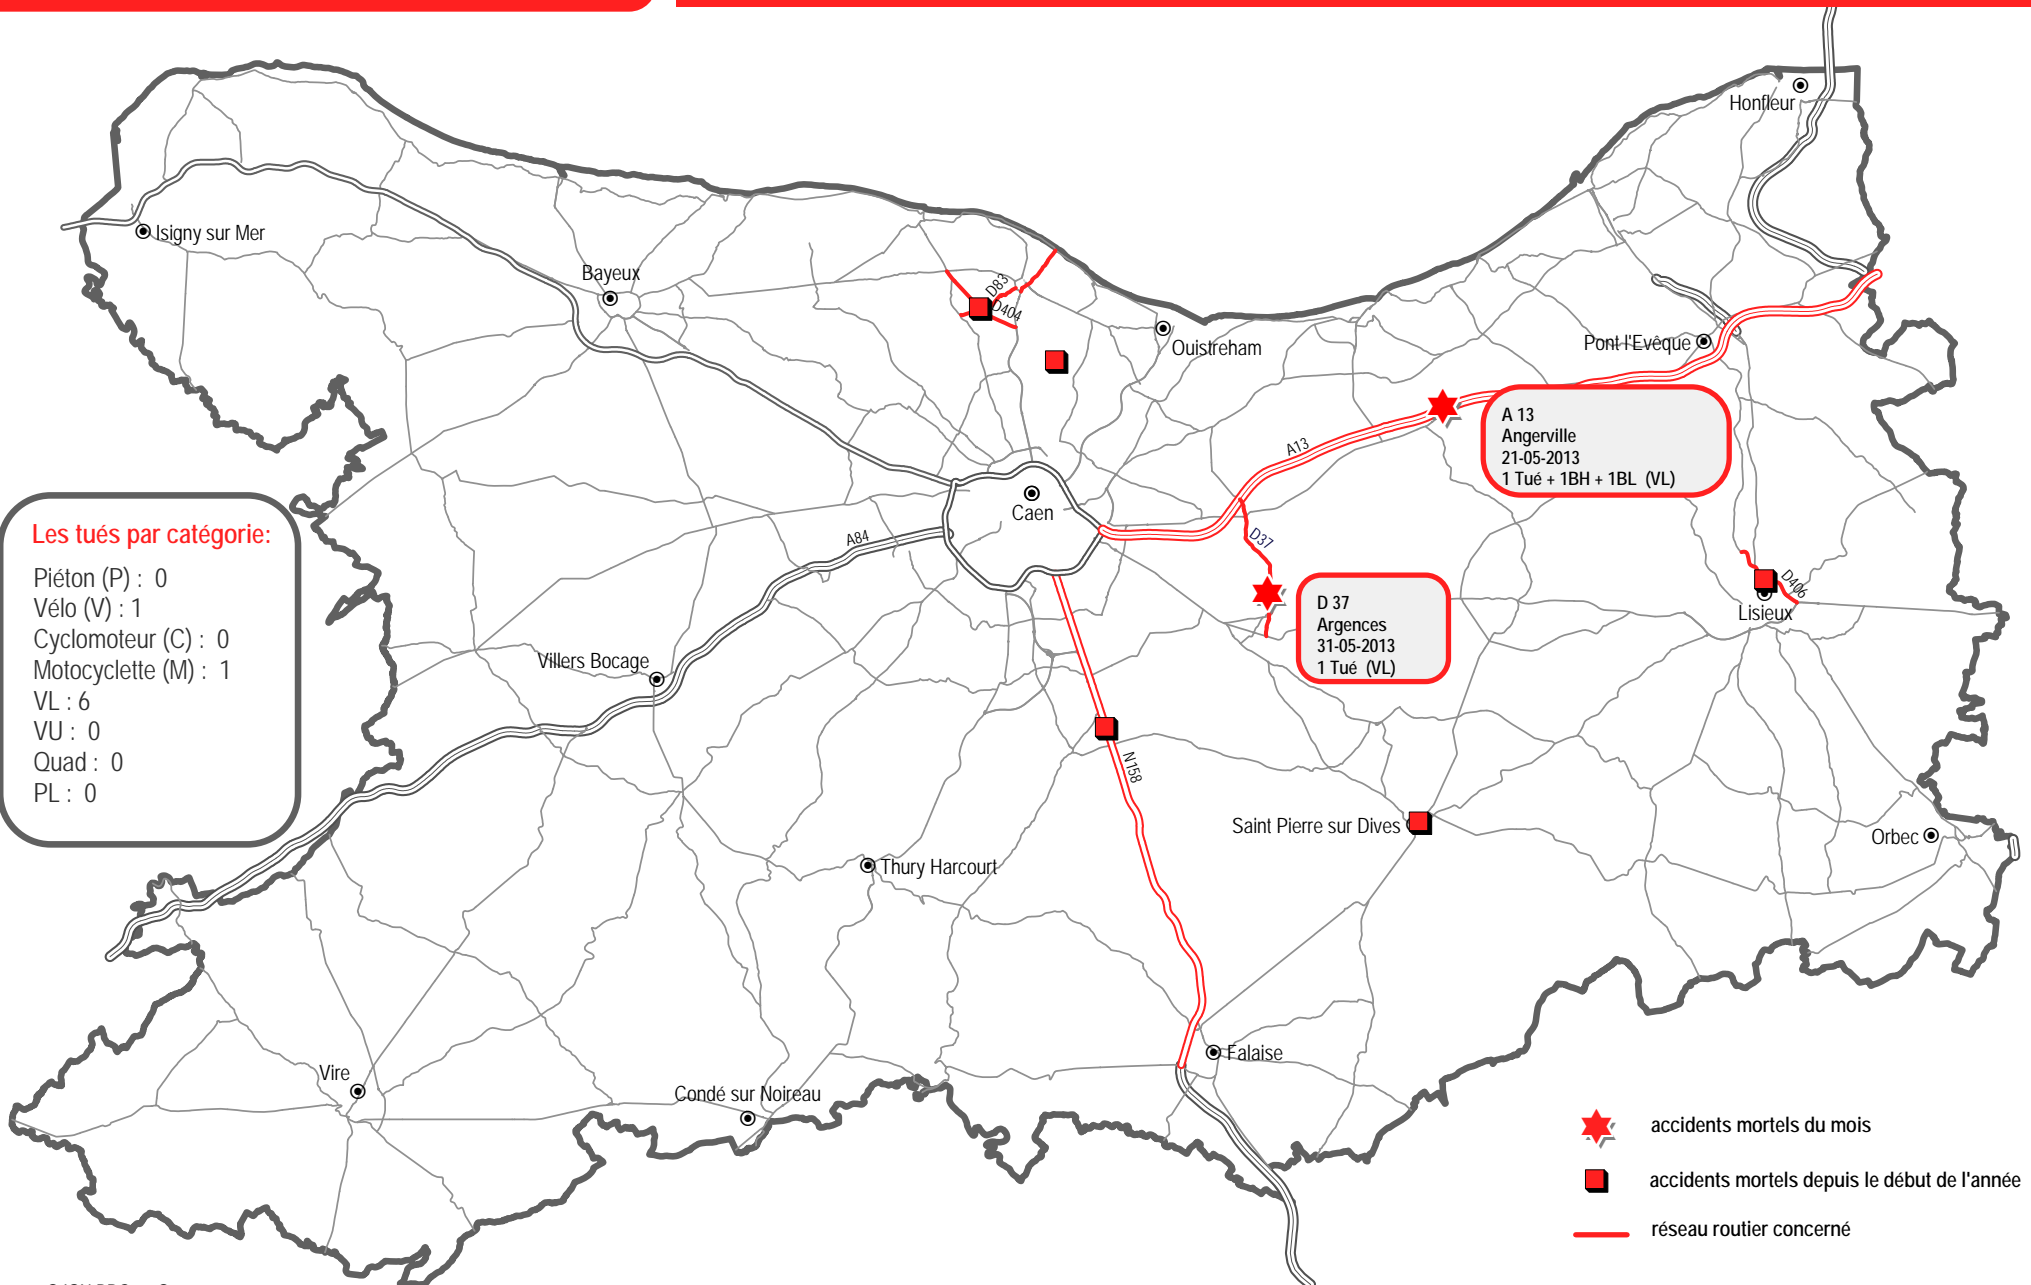 Honfleur
Isigny sur Mer
Bayeux
D83
D404
Ouistreham
Pont l'Evêque
A 13
Angerville
21-05-2013
1 Tué + 1BH + 1BL (VL)
A13
Caen
A84
D37
Les tués par catégorie:
Piéton (P) : 0
Vélo (V) : 1
Cyclomoteur (C) : 0
Motocyclette (M) : 1
VL : 6
VU : 0
Quad : 0
PL : 0
D 37
Argences
31-05-2013
1 Tué (VL)
D406
Lisieux
Villers Bocage
N158
Saint Pierre sur Dives
Orbec
Thury Harcourt
Falaise
Vire
Condé sur Noireau
accidents mortels du mois
accidents mortels depuis le début de l'année
réseau routier concerné